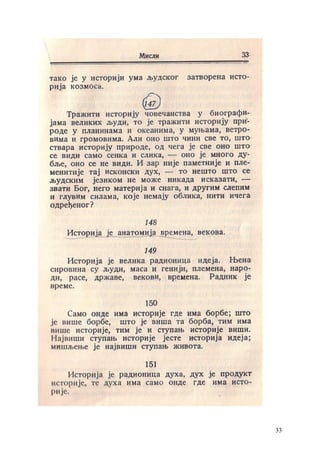 Мисли 33
тако је у историји ума људског затворена исто-
рија козмоса.
147
Тражити историју човечанства у биографи-
јама великих људи, то је тражити историју при-
роде у планинама и океанима, у муњама, ветро-
вима и громовима. Али оно што чини све то, што
ствара историју природе, од чега је све оно што
се види само сенка и слика, — оно је много ду-
бље, оно се не види. И зар није паметније и пле-
менитије тај искониски дух, — то нешто што се
људским језиком не може никада исказати, —
звати Бог, него материја и снага, и другим слепим
и глувим силама, које немају облика, нити ичега
одређеног?
148
Историја је анатомија времена, векова.
149
Историја је велика радионица идеја. Њена
сировина су људи, маса и генији, племена, наро-
ди, расе, државе, векови, времена. Радник је
време.
150
Само онде има историје где има борбе; што
је више борбе, што је виша та борба, тим има
више историје, тим је и ступањ историје виши.
Највиши ступањ историје јесте историја идеја;
мишљење је највиши ступањ живота.
151
Историја је радионица духа, дух је продукт
историје, те духа има само онде где има исто-
рије.
33